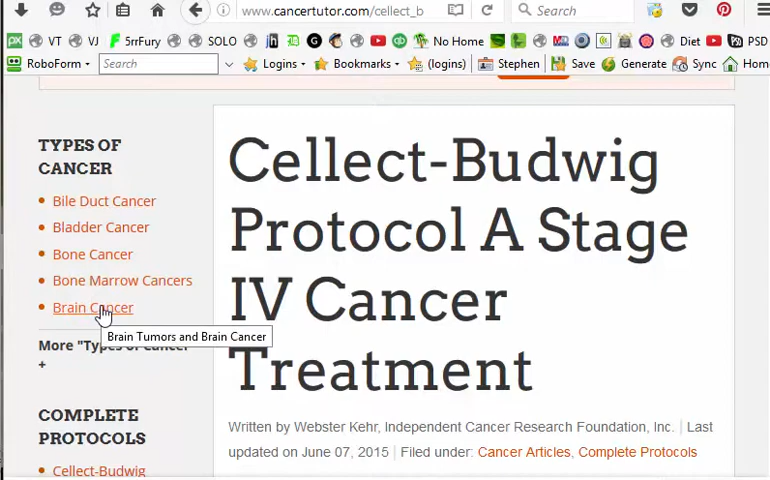 www.cancertutor.com/cellect_b
Search
VT VJ 5rrFury SOLO No Home Diet PSD
RoboForm Search Logins Bookmarks (logins) Stephen Save Generate Sync Home
TYPES OF
CANCER
Bile Duct Cancer
Bladder Cancer
Bone Cancer
Bone Marrow Cancers
Brain Cancer
Brain Tumors and Brain Cancer
More "Types of Cancer"
+
COMPLETE
PROTOCOLS
Cellect-Budwig
Cellect-Budwig
Protocol A Stage
IV Cancer
Treatment
Written by Webster Kehr, Independent Cancer Research Foundation, Inc. | Last
updated on June 07, 2015 | Filed under: Cancer Articles, Complete Protocols